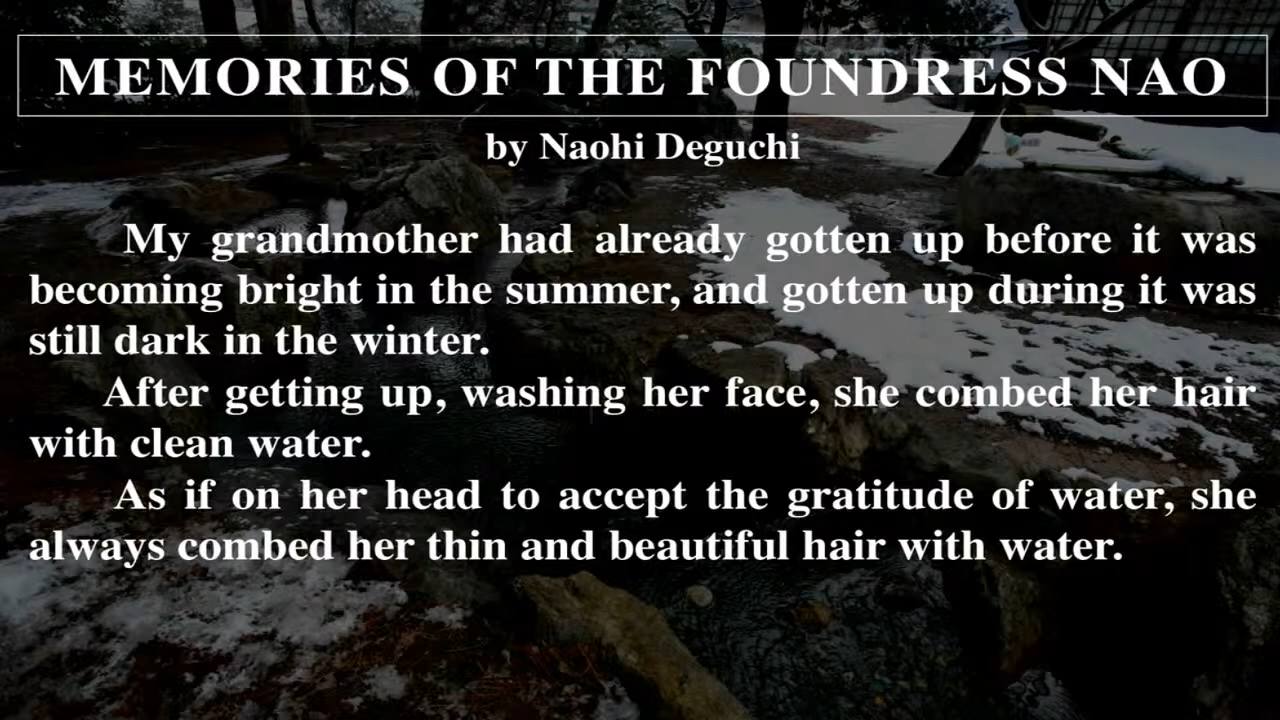 MEMORIES OF THE FOUNDRESS NAO
by Naohi Deguchi
My grandmother had already gotten up before it was
becoming bright in the summer, and gotten up during it was
still dark in the winter.
After getting up, washing her face, she combed her hair
with clean water.
As if on her head to accept the gratitude of water, she
always combed her thin and beautiful hair with water.